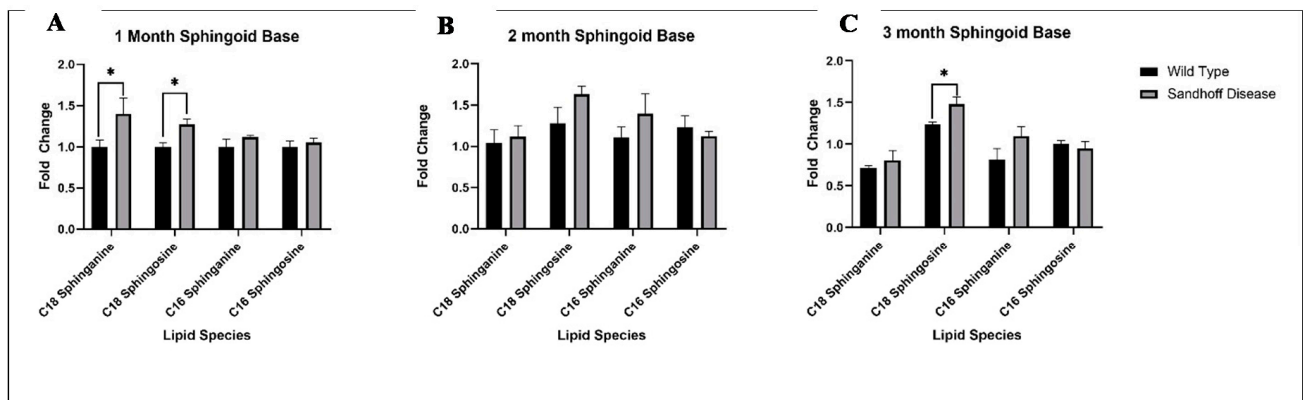 A
1 Month Sphingoid Base
Fold Change
2.0
1.5
1.0
0.5
0.0
*
*
C18 Sphinganine
C18 Sphingosine
C16 Sphinganine
C16 Sphingosine
Lipid Species
B
2 month Sphingoid Base
Fold Change
2.0
1.5
1.0
0.5
0.0
C18 Sphinganine
C18 Sphingosine
C16 Sphinganine
C16 Sphingosine
Lipid Species
C
3 month Sphingoid Base
Fold Change
2.0
1.5
1.0
0.5
0.0
*
C18 Sphinganine
C18 Sphingosine
C16 Sphinganine
C16 Sphingosine
Lipid Species
Wild Type
Sandhoff Disease